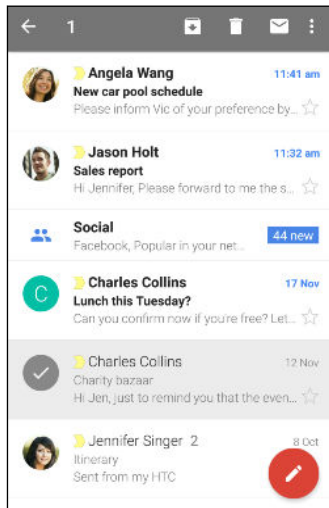 1
Angela Wang
11:41 am
New car pool schedule
Please inform Vic of your preference by...
Jason Holt
11:32 am
Sales report
Hi Jennifer, Please forward to me the s...
Social
Facebook, Popular in your net...
44 new
C
Charles Collins
17 Nov
Lunch this Tuesday?
Can you confirm now if you're free? Let...
Charles Collins
12 Nov
Charity bazaar
Hi Jen, just to remind you that the even...
Jennifer Singer 2
8 Oct
Itinerary
Sent from my HTC